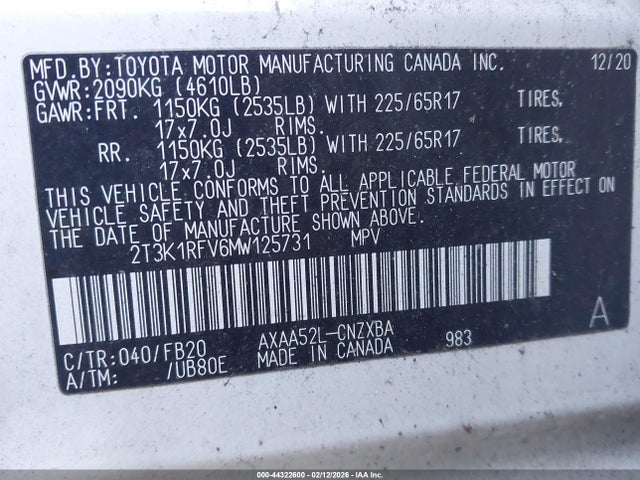 MFD.BY:TOYOTA MOTOR MANUFACTURING CANADA INC. 12/20
GVWR:2090KG (4610LB)
GAWR:FRT. 1150KG (2535LB) WITH 225/65R17 TIRES,
17x7.0J RIMS.
RR. 1150KG (2535LB) WITH 225/65R17 TIRES,
17x7.0J RIMS.
THIS VEHICLE CONFORMS TO ALL APPLICABLE FEDERAL MOTOR
VEHICLE SAFETY AND THEFT PREVENTION STANDARDS IN EFFECT ON
THE DATE OF MANUFACTURE SHOWN ABOVE.
2T3K1RFV6MW125731 MPV
A
C/TR:040/FB20 AXAA52L-CNZXBA 983
A/TM: /UB80E MADE IN CANADA
000-44322600 - 02/12/2026 - IAAI.com